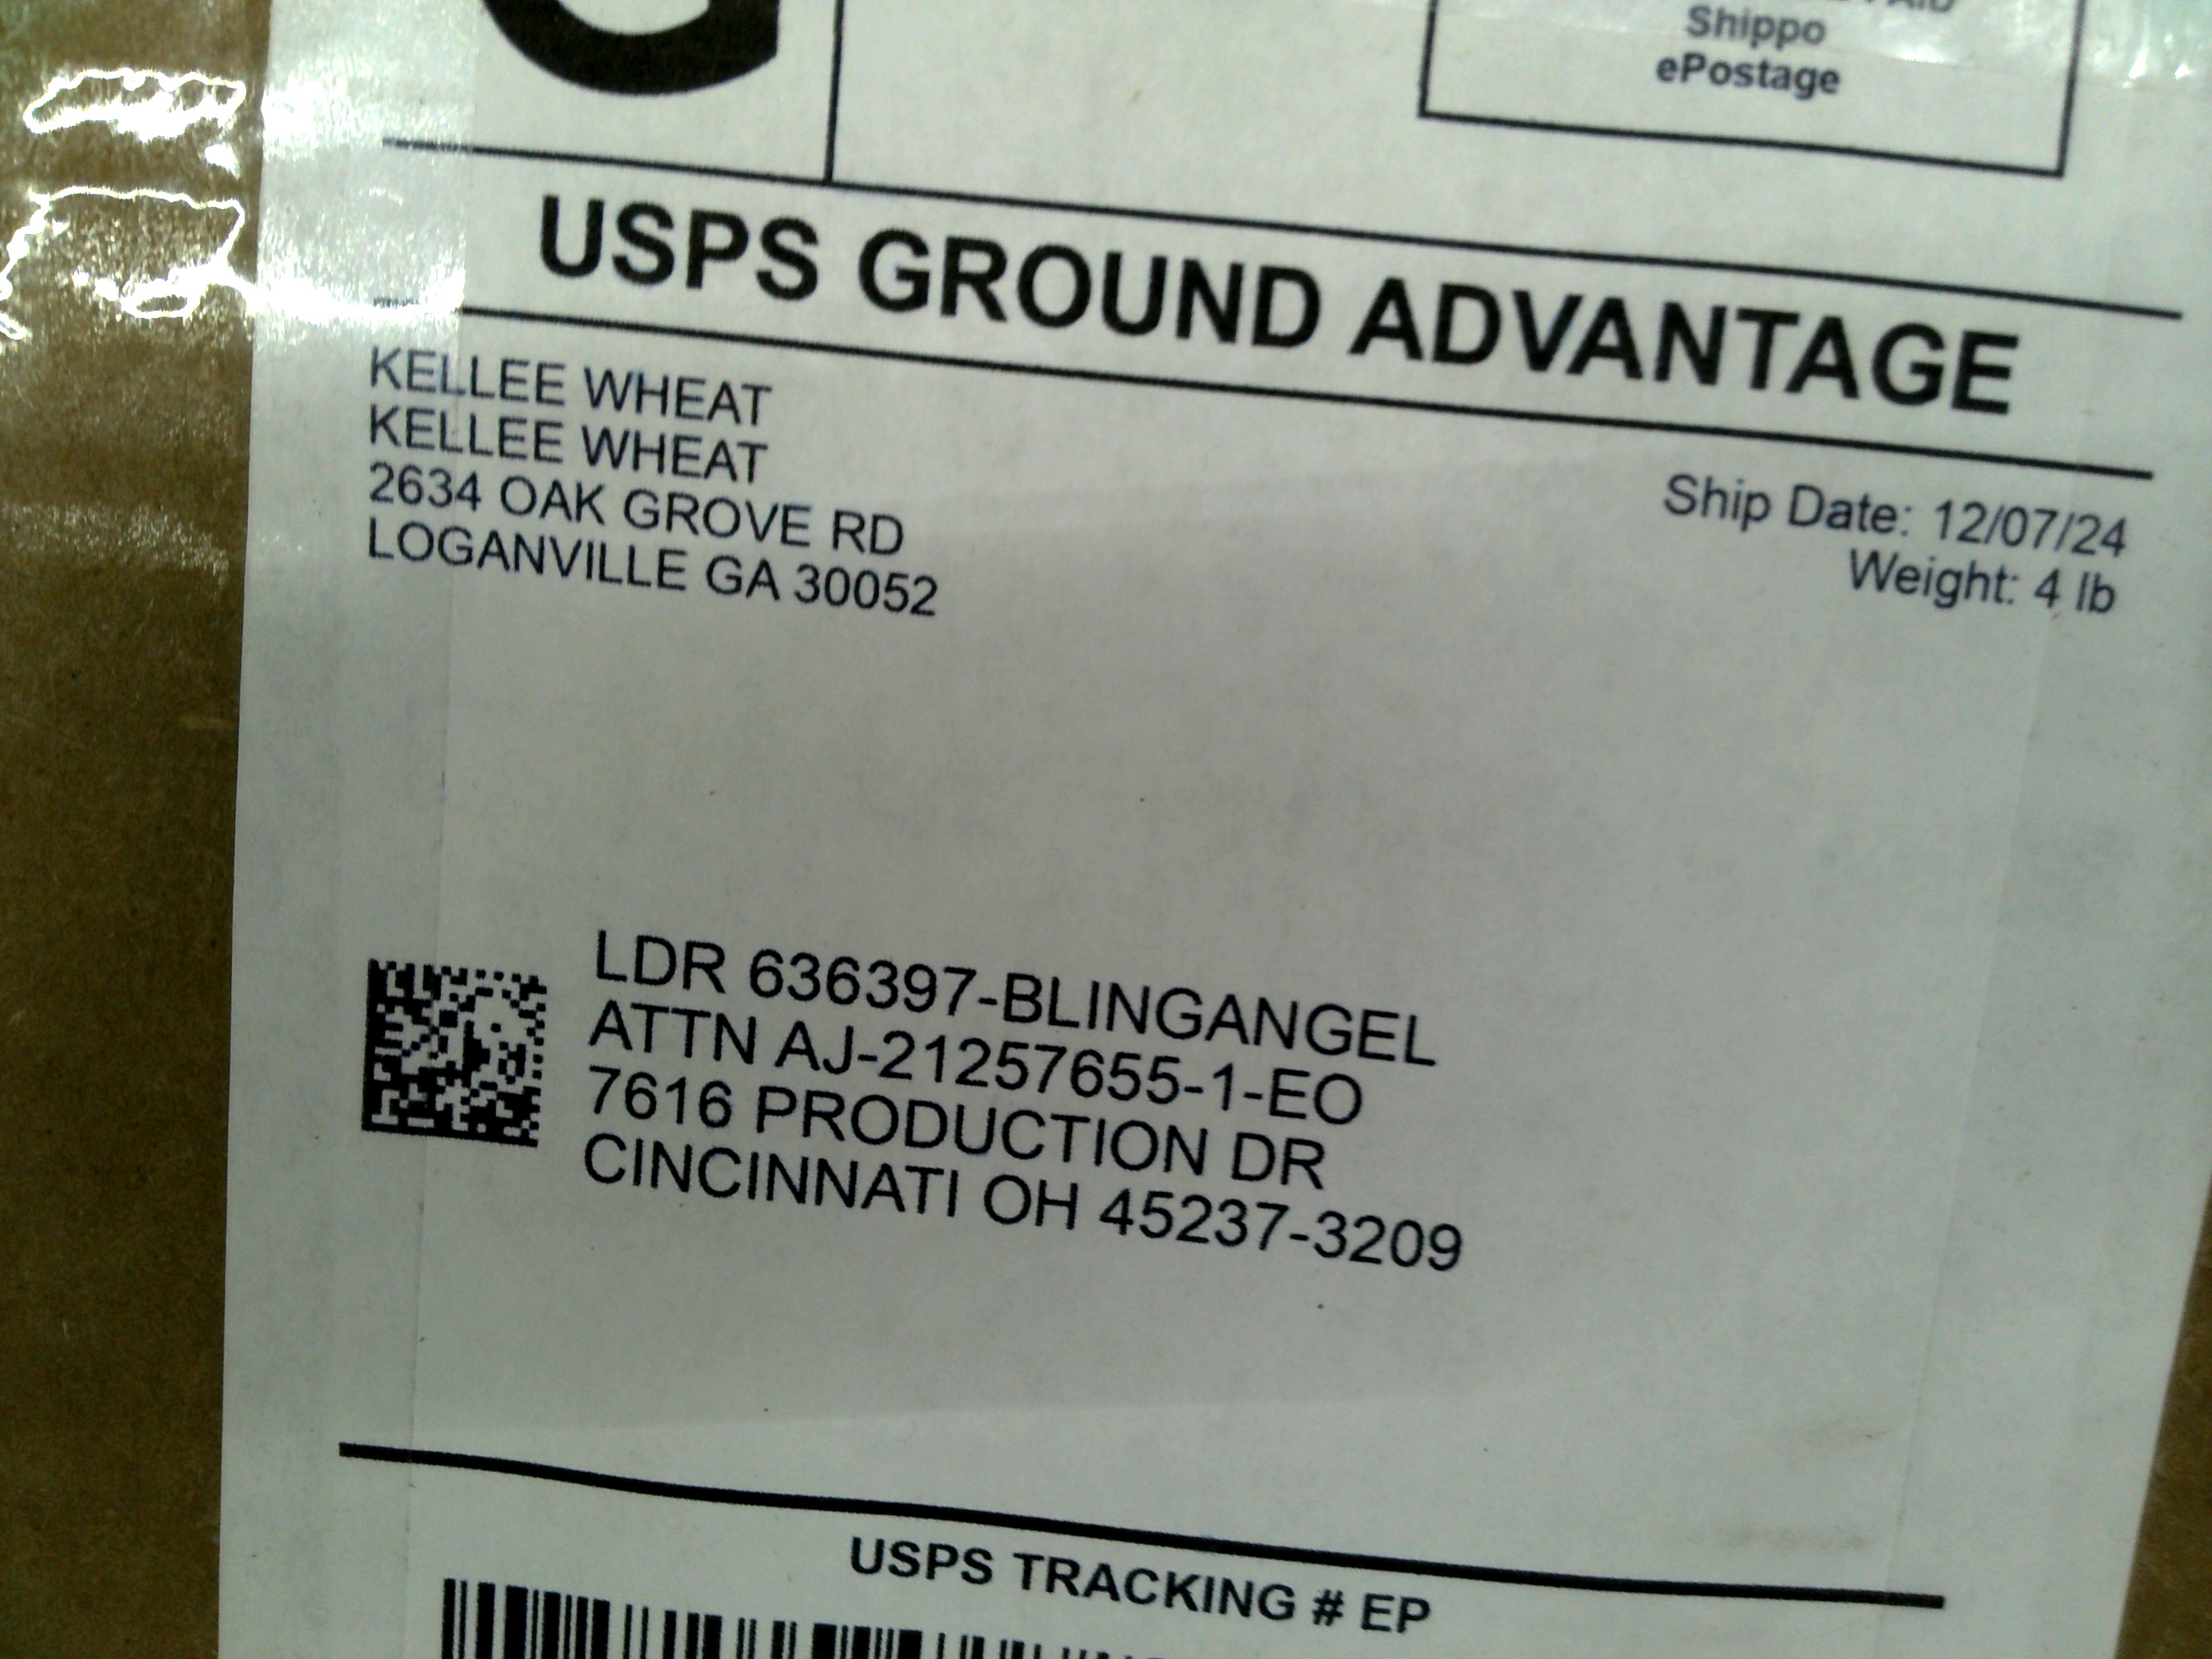 Shippo
ePostage
USPS GROUND ADVANTAGE
KELLEE WHEAT
KELLEE WHEAT
2634 OAK GROVE RD
LOGANVILLE GA 30052
Ship Date: 12/07/24
Weight: 4 lb
LDR 636397-BLINGANGEL
ATTN AJ-21257655-1-EO
7616 PRODUCTION DR
CINCINNATI OH 45237-3209
USPS TRACKING # EP